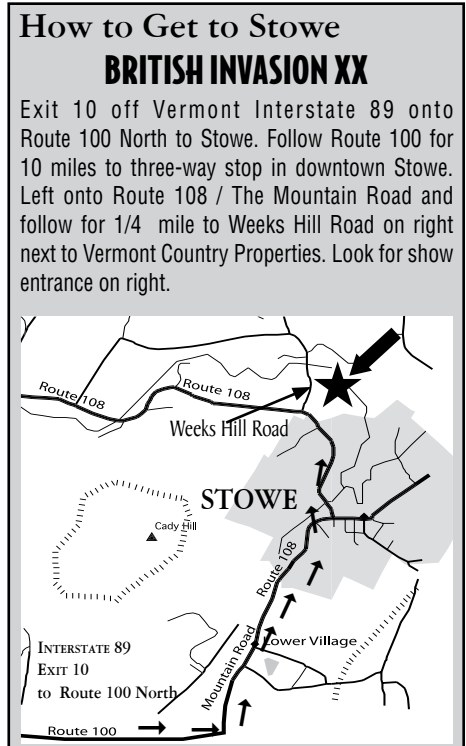 How to Get to Stowe
BRITISH INVASION XX
Exit 10 off Vermont Interstate 89 onto
Route 100 North to Stowe. Follow Route 100 for
10 miles to three-way stop in downtown Stowe.
Left onto Route 108 / The Mountain Road and
follow for 1/4 mile to Weeks Hill Road on right
next to Vermont Country Properties. Look for show
entrance on right.
Route 108
Route 108
Weeks Hill Road
STOWE
Cady Hill
Route 108
Lower Village
Mountain Road
INTERSTATE 89
EXIT 10
to Route 100 North
Route 100